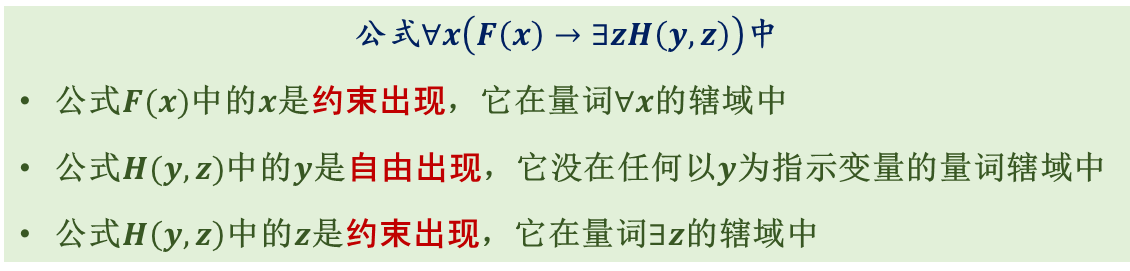 公式∀x(F(x) → ∃zH(y, z))中
• 公式F(x)中的x是约束出现，它在量词∀x的辖域中
• 公式H(y, z)中的y是自由出现，它没在任何以y为指示变量的量词辖域中
• 公式H(y, z)中的z是约束出现，它在量词∃z的辖域中